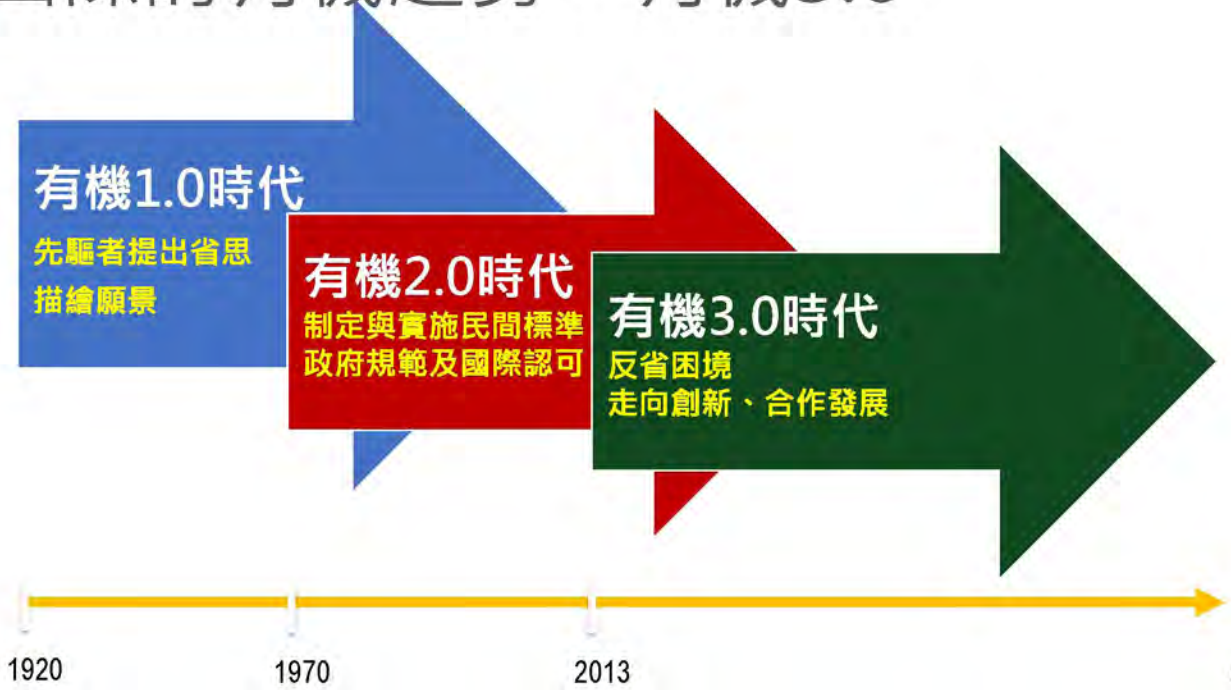 有機1.0時代
先驅者提出省思
描繪願景
有機2.0時代
制定與實施民間標準
政府規範及國際認可
有機3.0時代
反省困境
走向創新、合作發展
1920
1970
2013